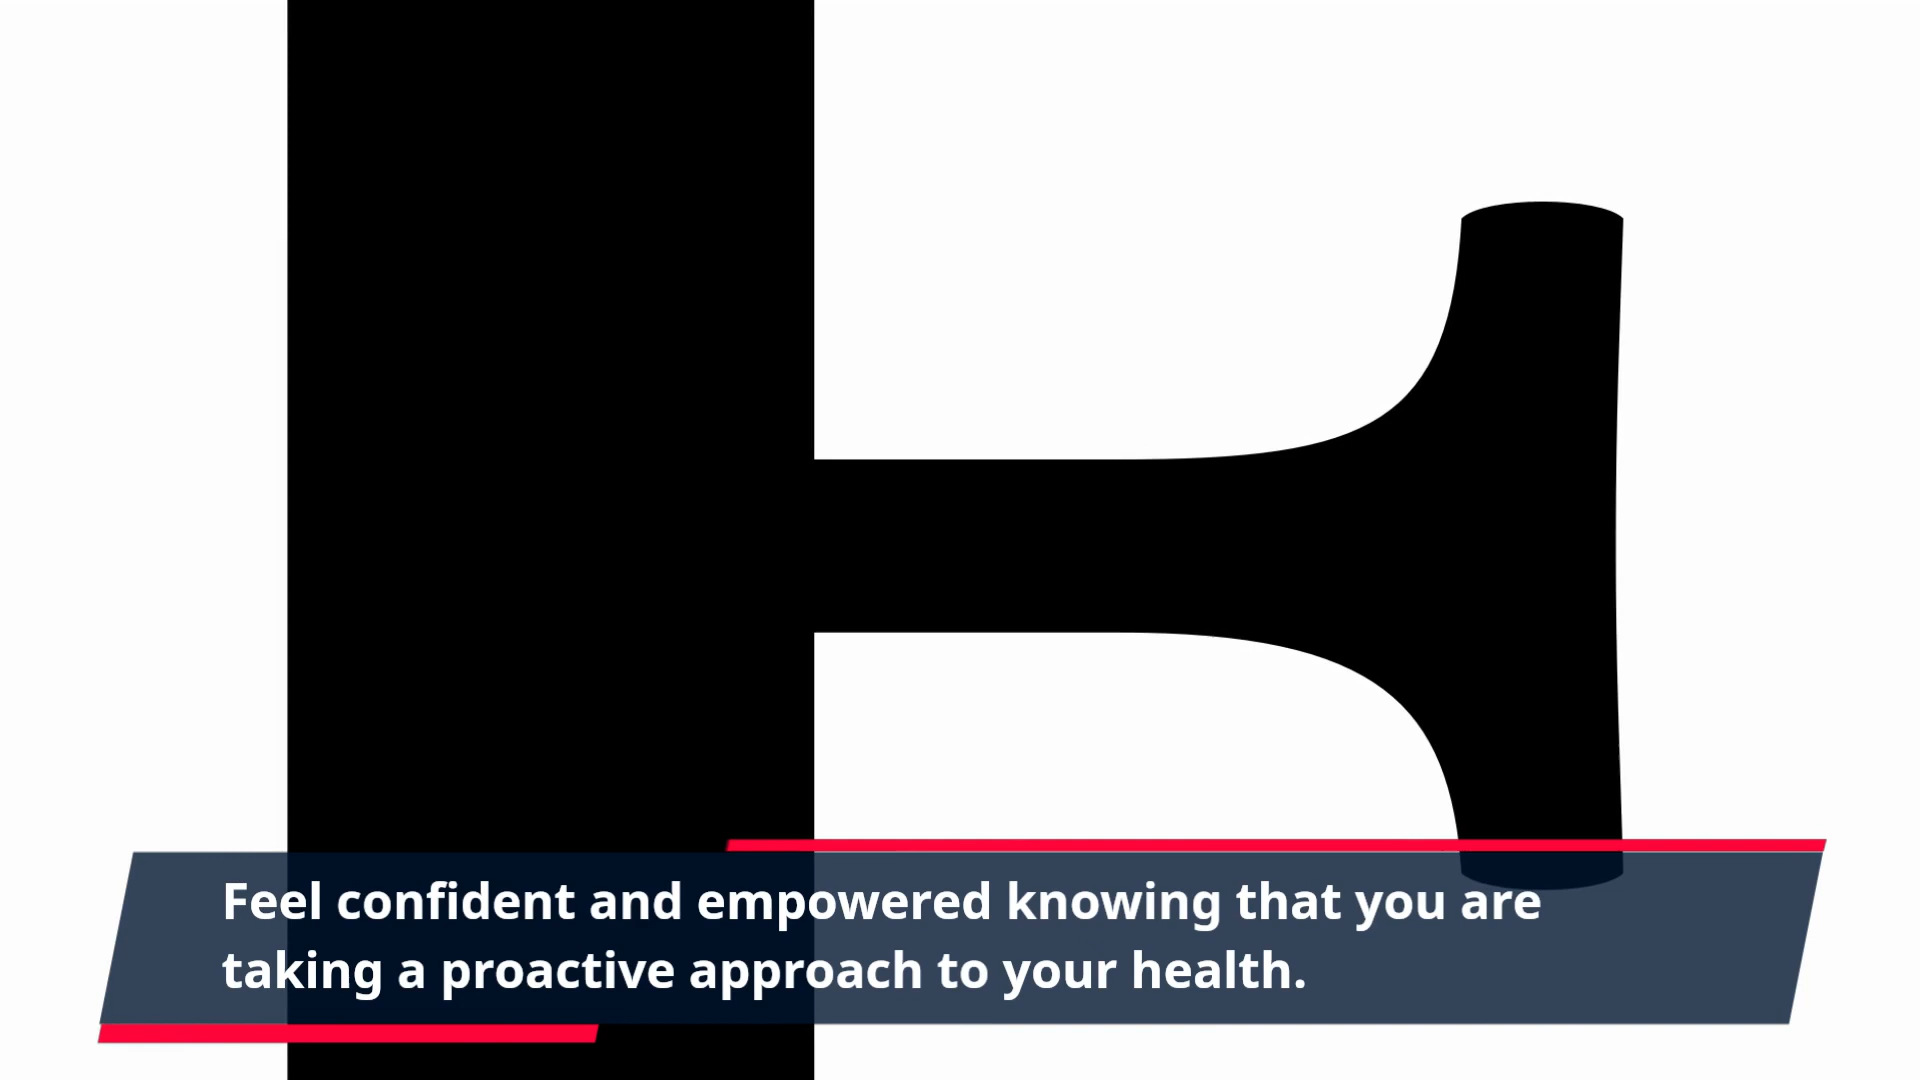 Feel confident and empowered knowing that you are
taking a proactive approach to your health.